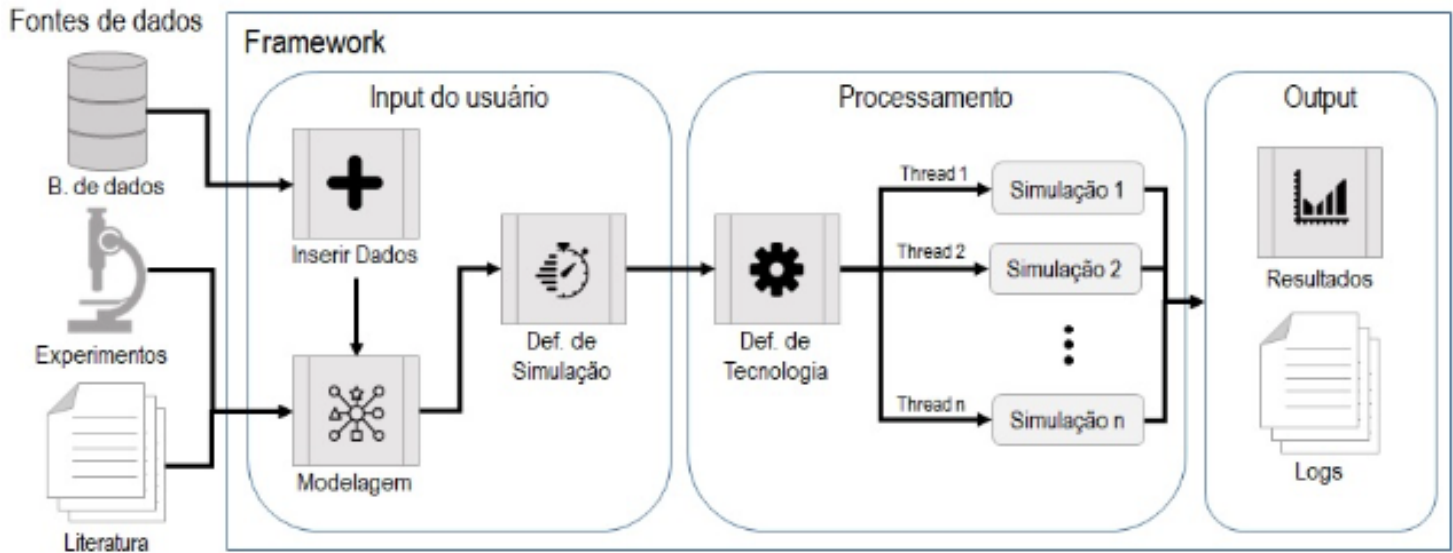 Fontes de dados
B. de dados
Experimentos
Literatura
Framework
Input do usuário
Inserir Dados
Modelagem
Def. de
Simulação
Processamento
Def. de
Tecnologia
Thread 1
Simulação 1
Thread 2
Simulação 2
Thread n
Simulação n
Output
Resultados
Logs